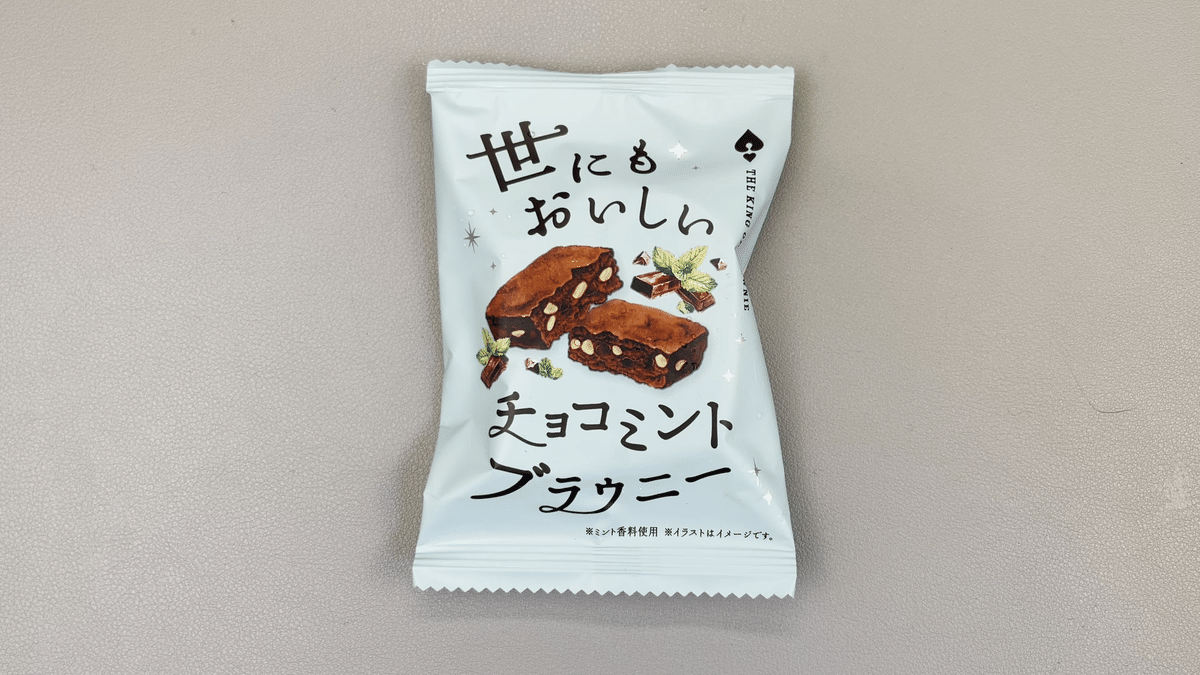 世にも
おいしい
チョコミント
ブラウニー
※ミント香料使用 ※イラストはイメージです。
THE KING